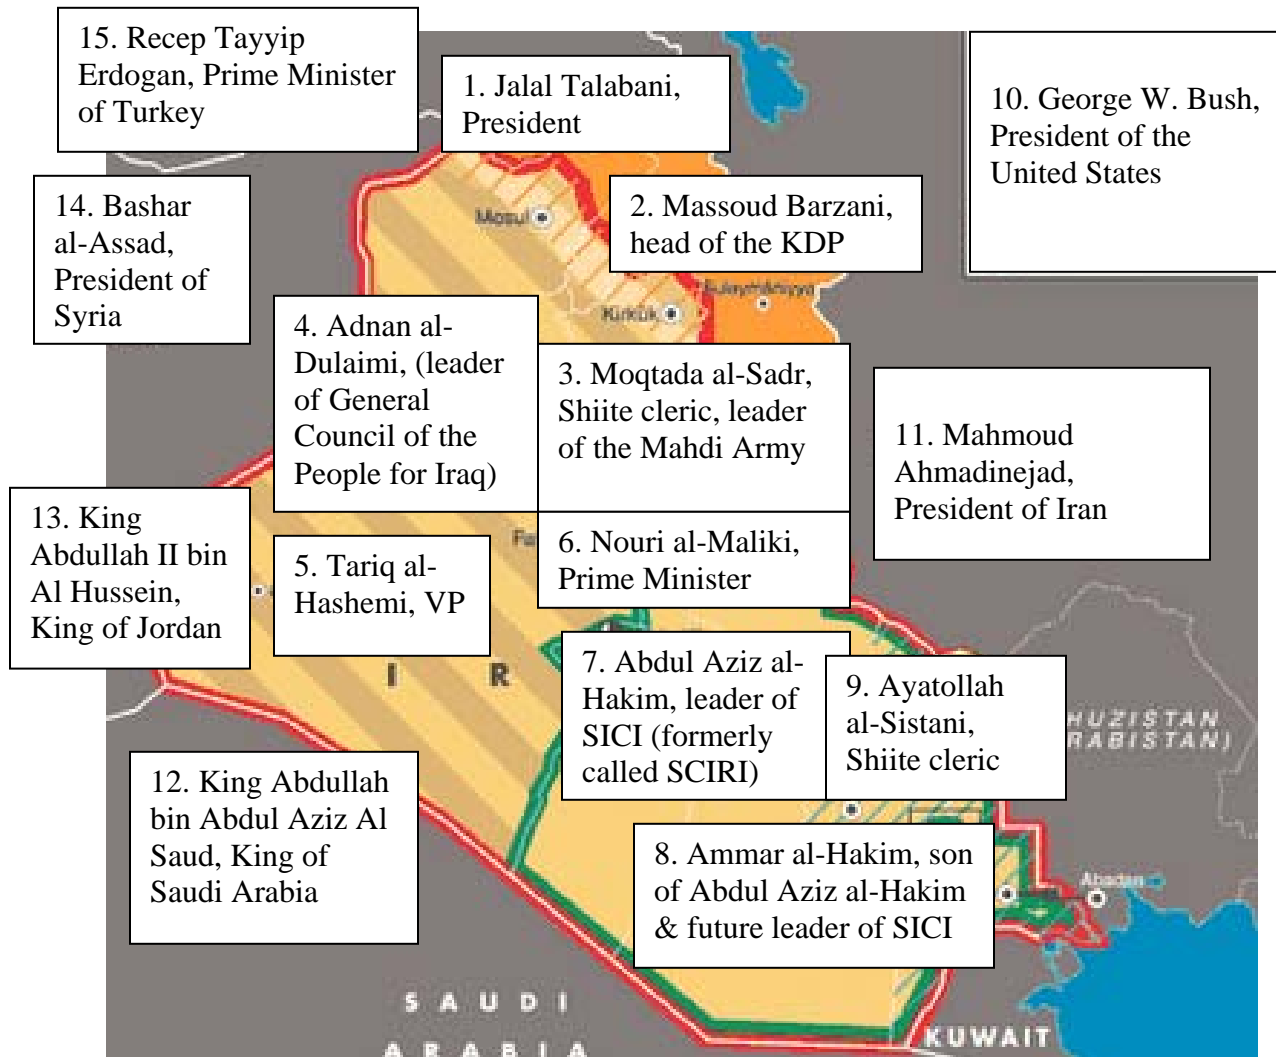 15. Recep Tayyip
Erdogan, Prime Minister
of Turkey
1. Jalal Talabani,
President
10. George W. Bush,
President of the
United States
14. Bashar
al-Assad,
President of
Syria
2. Massoud Barzani,
head of the KDP
Mosul
Sulaymaniyya
Kirkuk
4. Adnan al-
Dulaimi, (leader
of General
Council of the
People for Iraq)
3. Moqtada al-Sadr,
Shiite cleric, leader
of the Mahdi Army
11. Mahmoud
Ahmadinejad,
President of Iran
13. King
Abdullah II bin
Al Hussein,
King of Jordan
5. Tariq al-
Hashemi, VP
6. Nouri al-Maliki,
Prime Minister
I R
7. Abdul Aziz al-
Hakim, leader of
SICI (formerly
called SCIRI)
9. Ayatollah
al-Sistani,
Shiite cleric
HUZISTAN
RABISTAN)
12. King Abdullah
bin Abdul Aziz Al
Saud, King of
Saudi Arabia
8. Ammar al-Hakim, son
of Abdul Aziz al-Hakim
& future leader of SICI
Abadan
SAUDI
ARABIA
KUWAIT